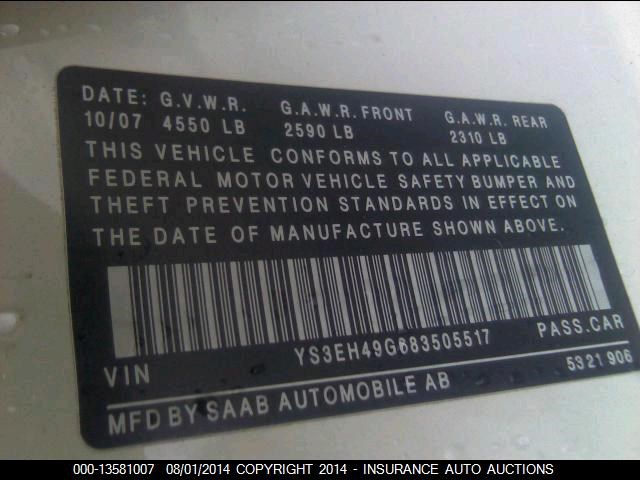 DATE: G.V.W.R. G.A.W.R. FRONT G.A.W.R. REAR
10/07 4550 LB 2590 LB 2310 LB
THIS VEHICLE CONFORMS TO ALL APPLICABLE
FEDERAL MOTOR VEHICLE SAFETY BUMPER AND
THEFT PREVENTION STANDARDS IN EFFECT ON
THE DATE OF MANUFACTURE SHOWN ABOVE.
VIN YS3EH49G683505517 PASS.CAR
MFD BY SAAB AUTOMOBILE AB 5321 906
000-13581007 08/01/2014 COPYRIGHT 2014 - INSURANCE AUTO AUCTIONS